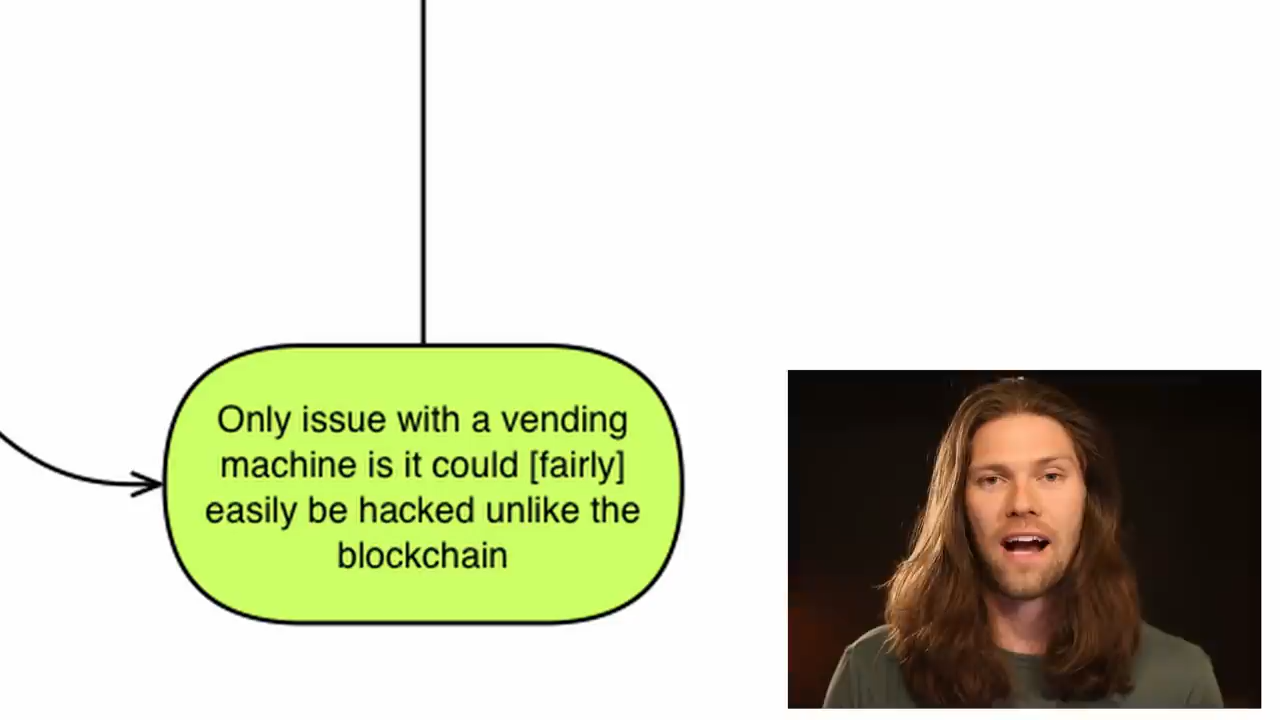 Only issue with a vending
machine is it could [fairly]
easily be hacked unlike the
blockchain